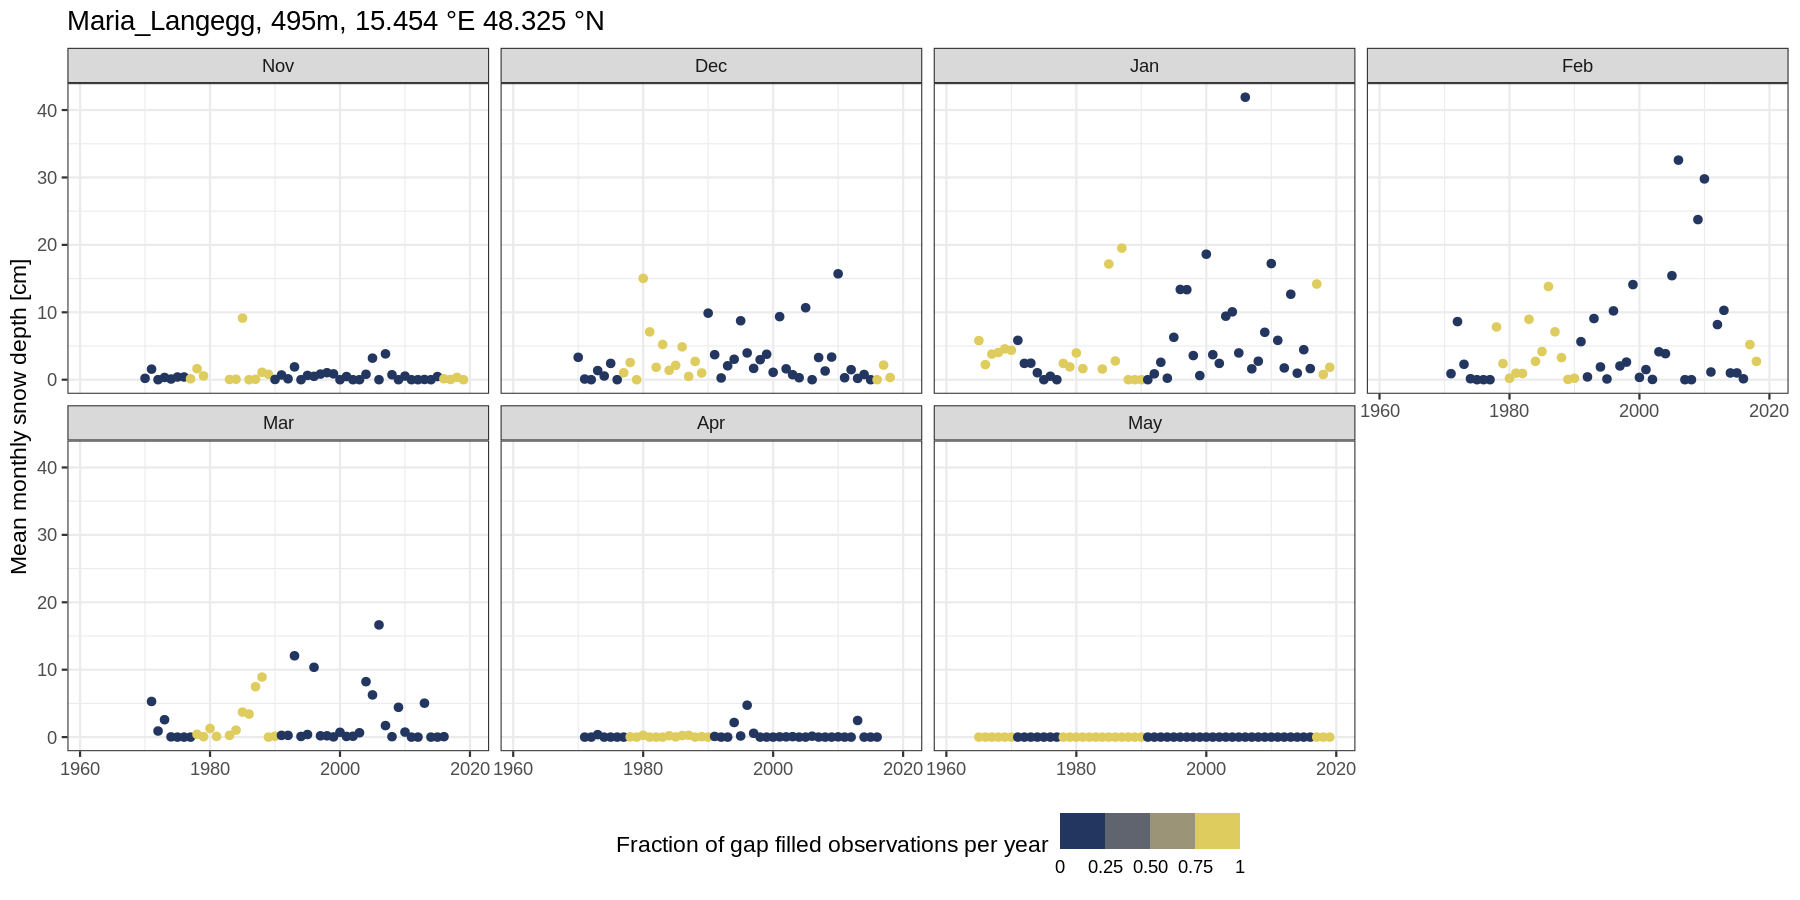 Maria_Langegg, 495m, 15.454 °E 48.325 °N
Nov Dec Jan Feb
40
30
20
10
0
1960 1980 2000 2020
Mean monthly snow depth [cm]
Mar Apr May
40
30
20
10
0
1960 1980 2000 2020 1960 1980 2000 2020 1960 1980 2000 2020
Fraction of gap filled observations per year
0 0.25 0.50 0.75 1